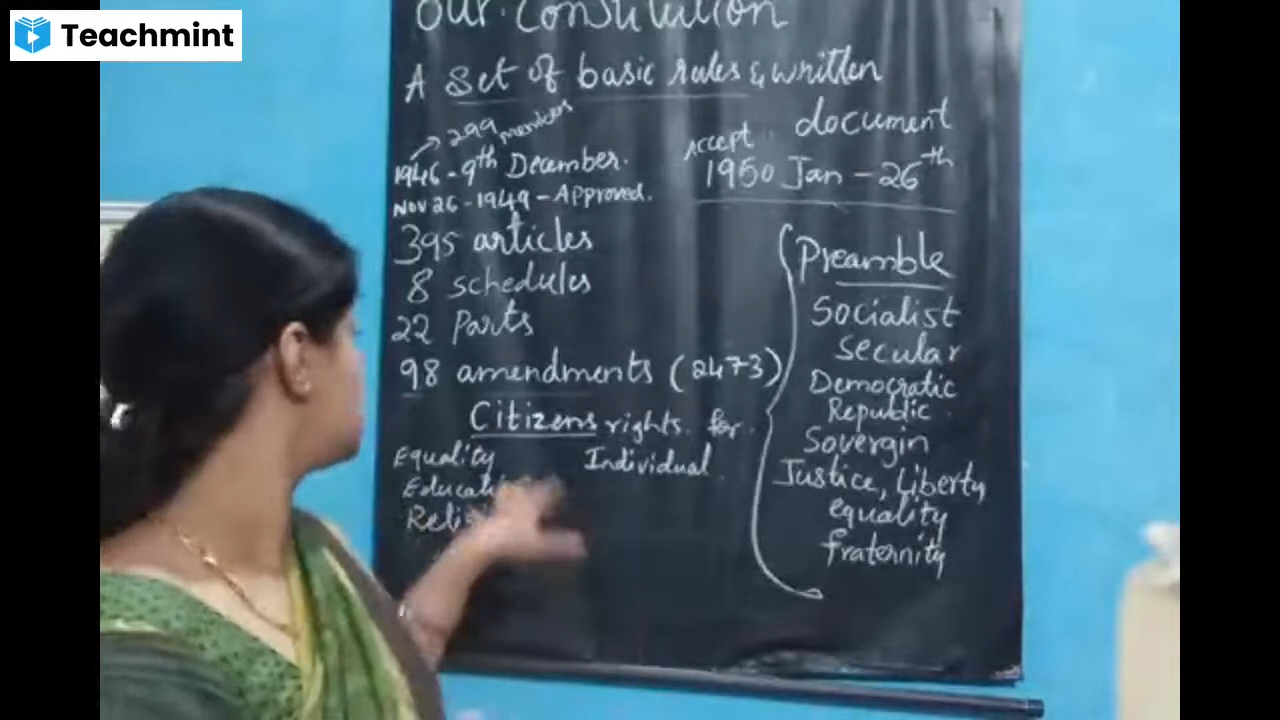 Teachmint
Our Constitution
A set of basic rules & written
document
299 members
1946 - 9th December.
Nov 26 - 1949 - Approved.
Accept
1950 Jan - 26th
395 articles
8 schedules
22 Parts
98 amendments (2473)
Citizens rights for
Individual.
Equality
Preamble
Socialist
Secular
Democratic
Republic
Sovergin
Justice, Liberty
equality
fraternity